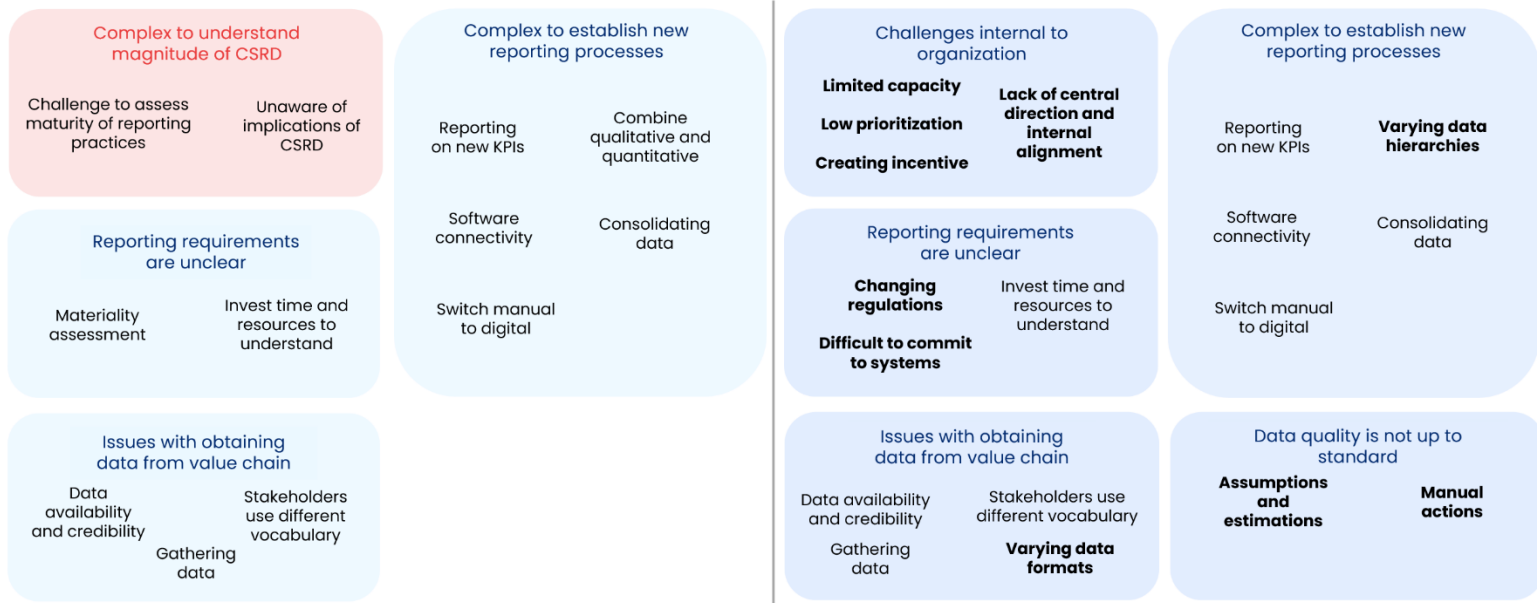 Complex to understand
magnitude of CSRD
Challenge to assess
maturity of reporting
practices
Unaware of
implications of
CSRD
Reporting requirements
are unclear
Materiality
assessment
Invest time and
resources to
understand
Issues with obtaining
data from value chain
Data
availability
and credibility
Stakeholders
use different
vocabulary
Gathering
data
Complex to establish new
reporting processes
Reporting
on new KPIs
Combine
qualitative and
quantitative
Software
connectivity
Consolidating
data
Switch manual
to digital
Challenges internal to
organization
Limited capacity
Low prioritization
Creating incentive
Lack of central
direction and
internal
alignment
Reporting requirements
are unclear
Changing
regulations
Difficult to commit
to systems
Invest time and
resources to
understand
Issues with obtaining
data from value chain
Data availability
and credibility
Stakeholders use
different vocabulary
Gathering
data
Varying data
formats
Complex to establish new
reporting processes
Reporting
on new KPIs
Varying data
hierarchies
Software
connectivity
Consolidating
data
Switch manual
to digital
Data quality is not up to
standard
Assumptions
and
estimations
Manual
actions